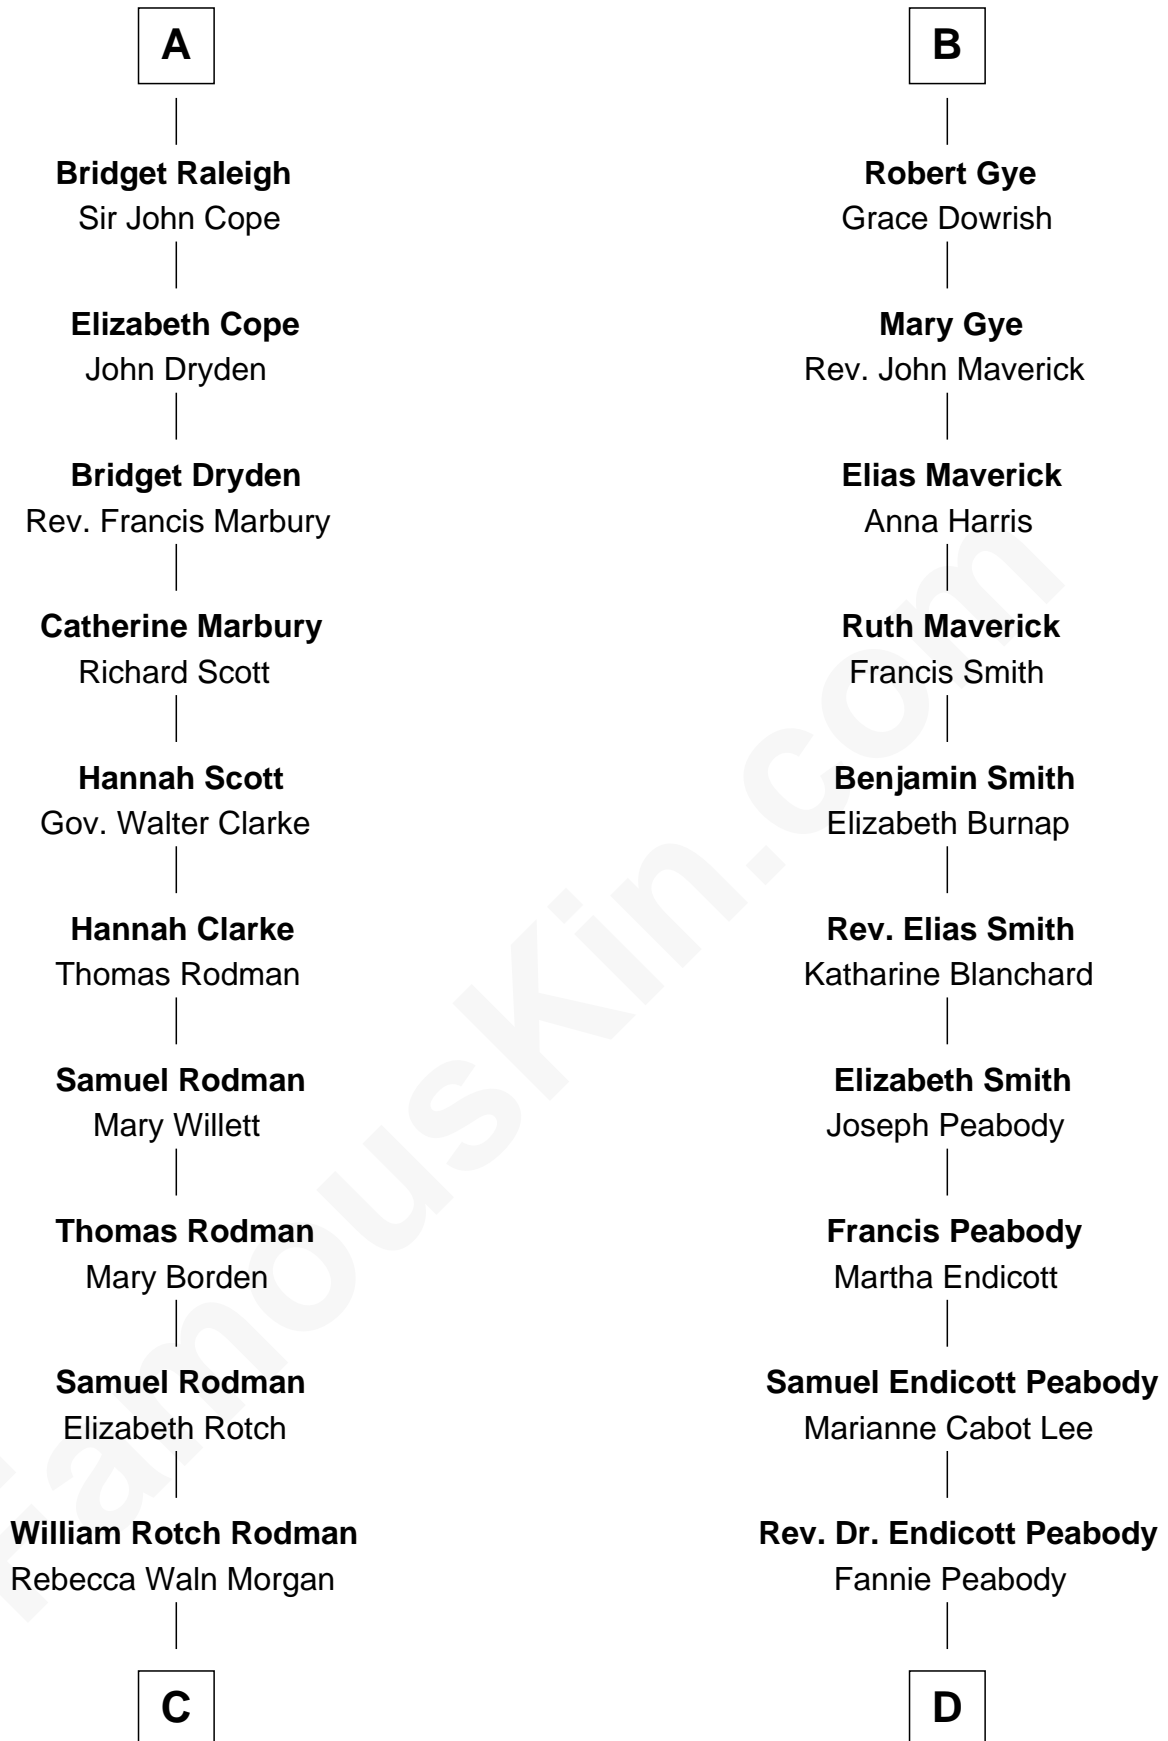 A
Bridget Raleigh
Sir John Cope
Elizabeth Cope
John Dryden
Bridget Dryden
Rev. Francis Marbury
Catherine Marbury
Richard Scott
Hannah Scott
Gov. Walter Clarke
Hannah Clarke
Thomas Rodman
Samuel Rodman
Mary Willett
Thomas Rodman
Mary Borden
Samuel Rodman
Elizabeth Rotch
William Rotch Rodman
Rebecca Waln Morgan
C
B
Robert Gye
Grace Dowrish
Mary Gye
Rev. John Maverick
Elias Maverick
Anna Harris
Ruth Maverick
Francis Smith
Benjamin Smith
Elizabeth Burnap
Rev. Elias Smith
Katharine Blanchard
Elizabeth Smith
Joseph Peabody
Francis Peabody
Martha Endicott
Samuel Endicott Peabody
Marianne Cabot Lee
Rev. Dr. Endicott Peabody
Fannie Peabody
D
FamousKin.com